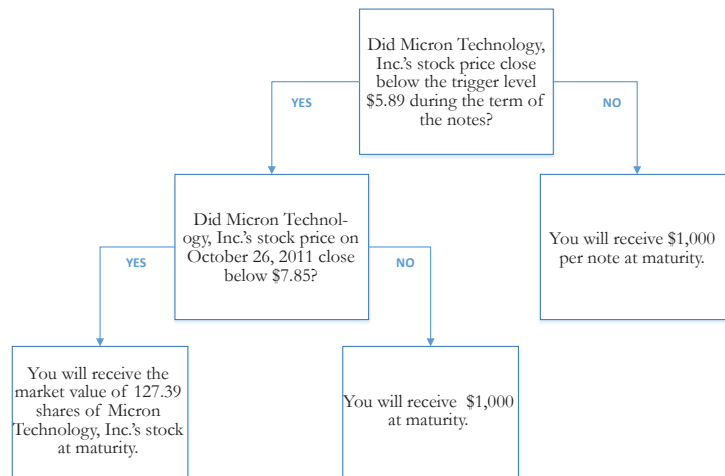 Did Micron Technology,
Inc.'s stock price close
below the trigger level
$5.89 during the term of
the notes?
YES
NO
Did Micron Technol-
ogy, Inc.'s stock price on
October 26, 2011 close
below $7.85?
You will receive $1,000
per note at maturity.
YES
NO
You will receive the
market value of 127.39
shares of Micron
Technology, Inc.'s stock
at maturity.
You will receive $1,000
at maturity.